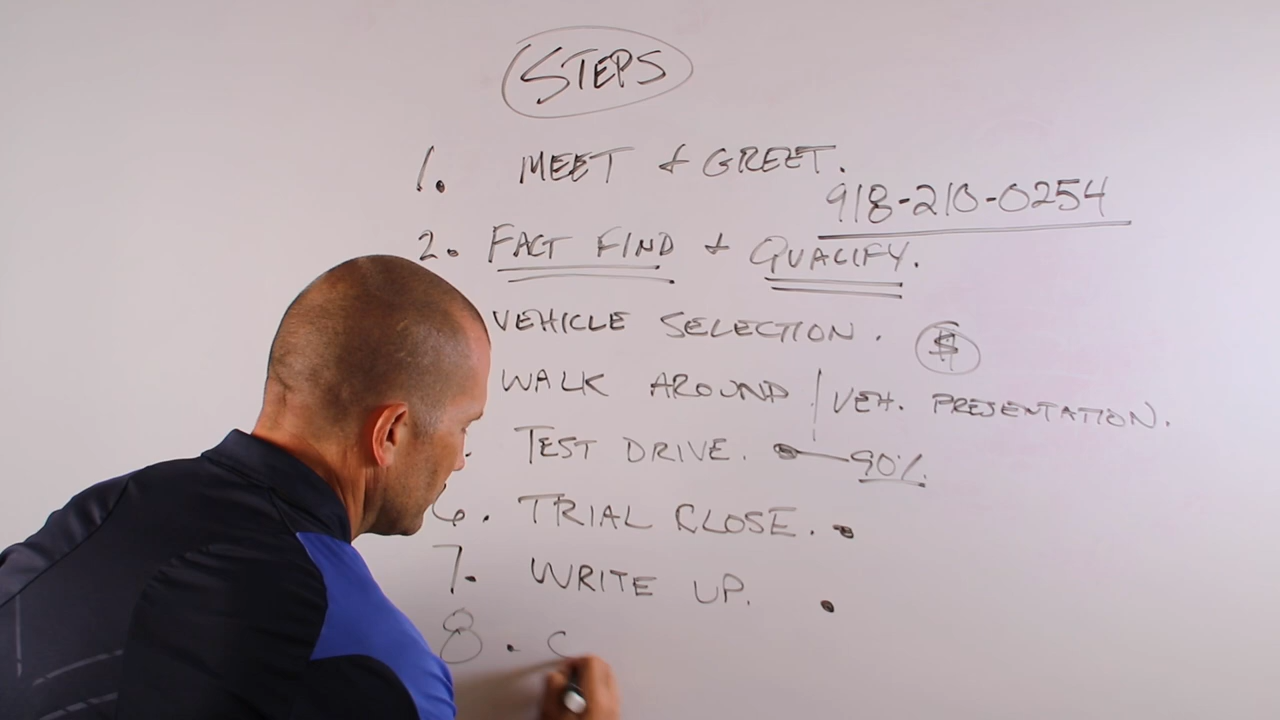 STEPS
1. MEET & GREET.
918-210-0254
2. FACT FIND & QUALIFY.
VEHICLE SELECTION. $
WALK AROUND | VEH. PRESENTATION.
. TEST DRIVE. 90%.
6. TRIAL CLOSE.
7. WRITE UP.
8. C